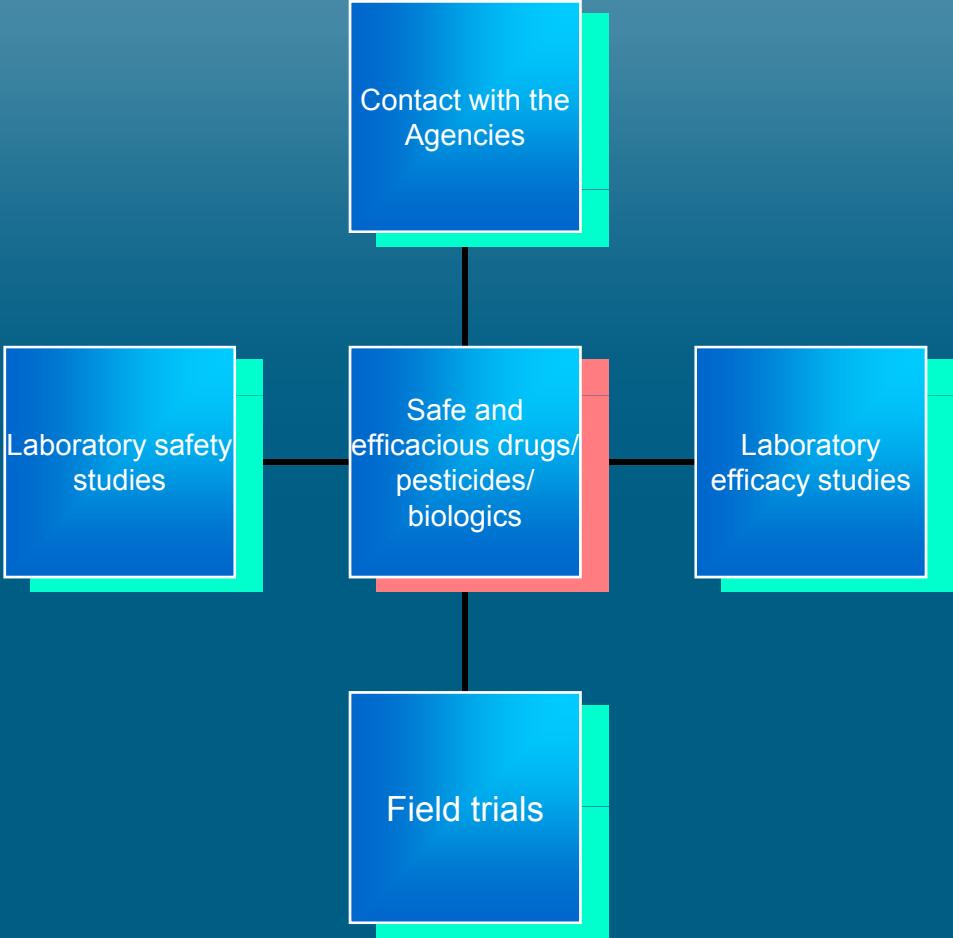 Contact with the
Agencies
Laboratory safety
studies
Safe and
efficacious drugs/
pesticides/
biologics
Laboratory
efficacy studies
Field trials